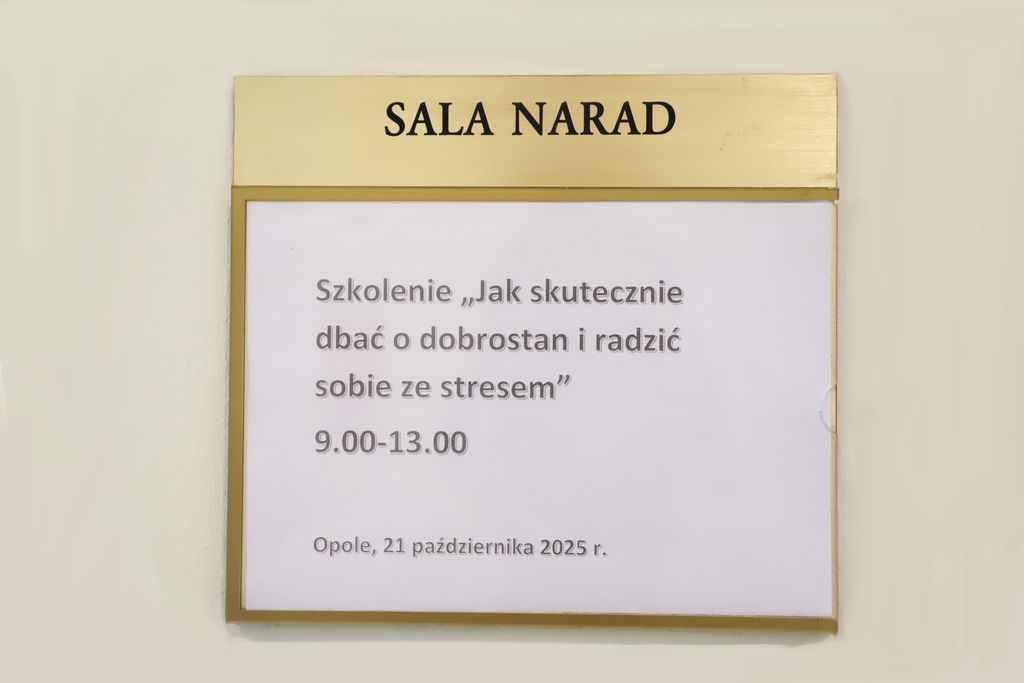 SALA NARAD
Szkolenie „Jak skutecznie
dbać o dobrostan i radzić
sobie ze stresem”
9.00-13.00
Opole, 21 października 2025 r.